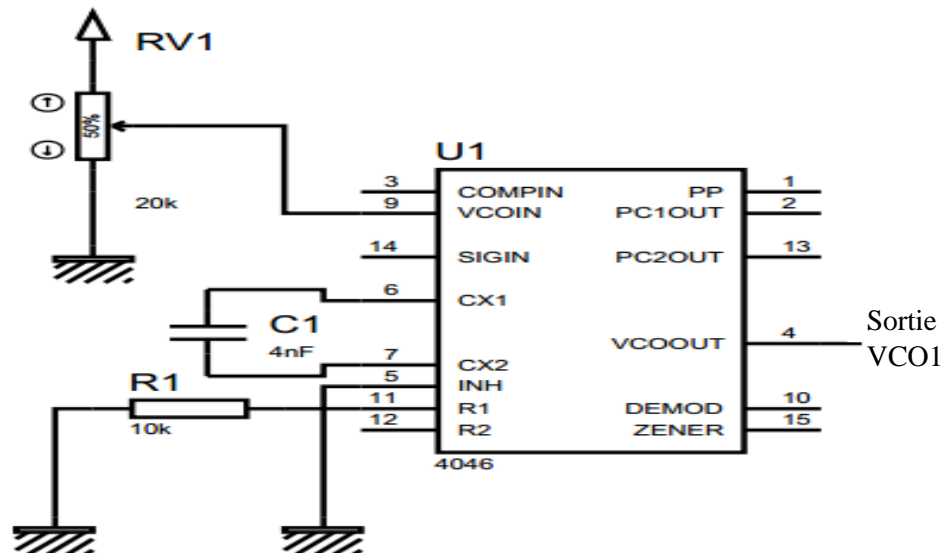 RV1
50%
20k
U1
3 COMPIN PP 1
9 VCOIN PC1OUT 2
14 SIGIN PC2OUT 13
6 CX1
C1
4nF
VCOOUT 4
Sortie
VCO1
7 CX2
5 INH
R1
10k
11 R1 DEMOD 10
12 R2 ZENER 15
4046